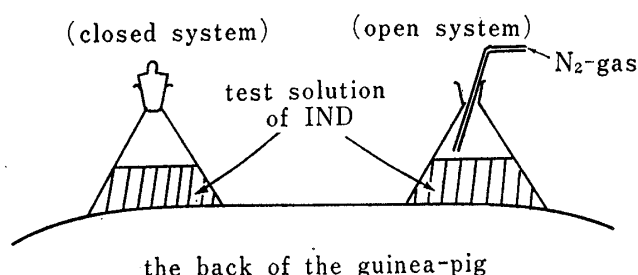 (closed system)
(open system)
N₂-gas
test solution
of IND
the back of the guinea-pig